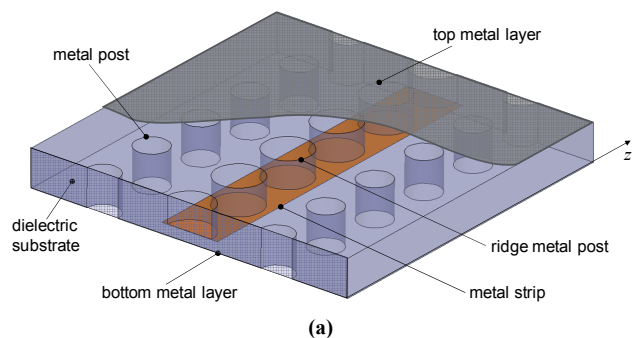 top metal layer
metal post
z
dielectric
substrate
ridge metal post
bottom metal layer
metal strip
(a)